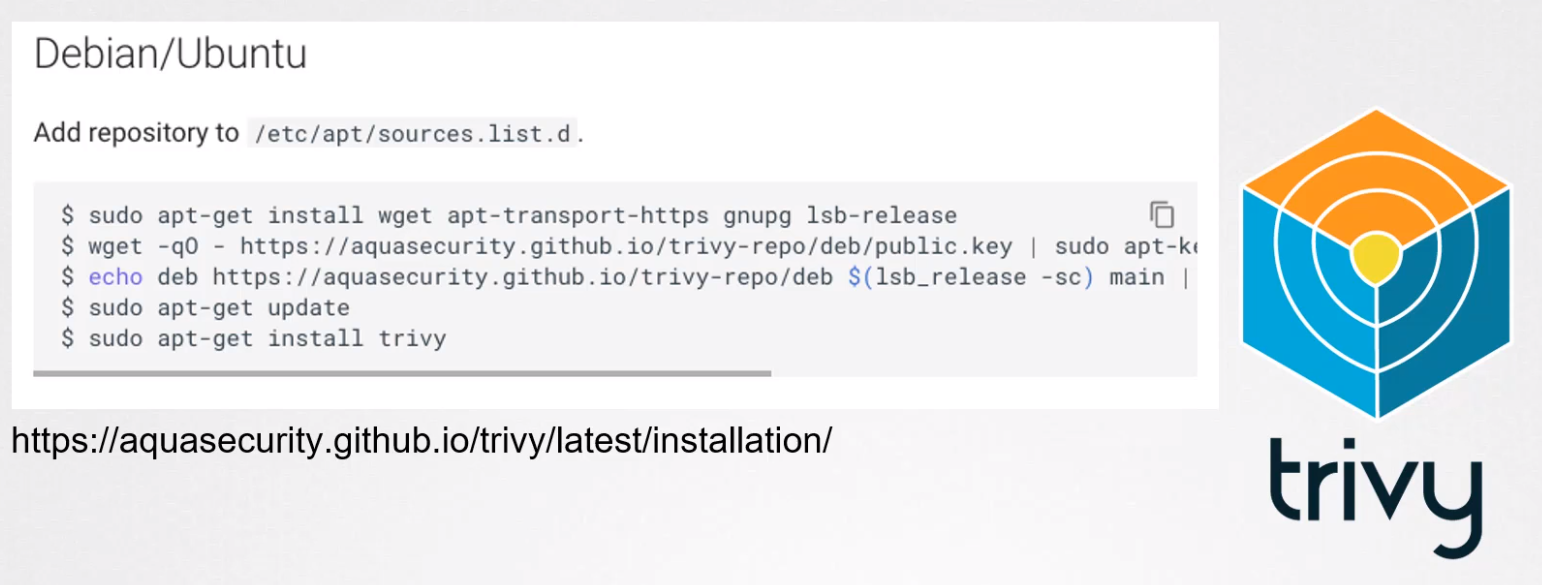 Debian/Ubuntu
Add repository to /etc/apt/sources.list.d.
$ sudo apt-get install wget apt-transport-https gnupg lsb-release
$ wget -qO - https://aquasecurity.github.io/trivy-repo/deb/public.key | sudo apt-ke
$ echo deb https://aquasecurity.github.io/trivy-repo/deb $(lsb_release -sc) main |
$ sudo apt-get update
$ sudo apt-get install trivy
https://aquasecurity.github.io/trivy/latest/installation/
trivy